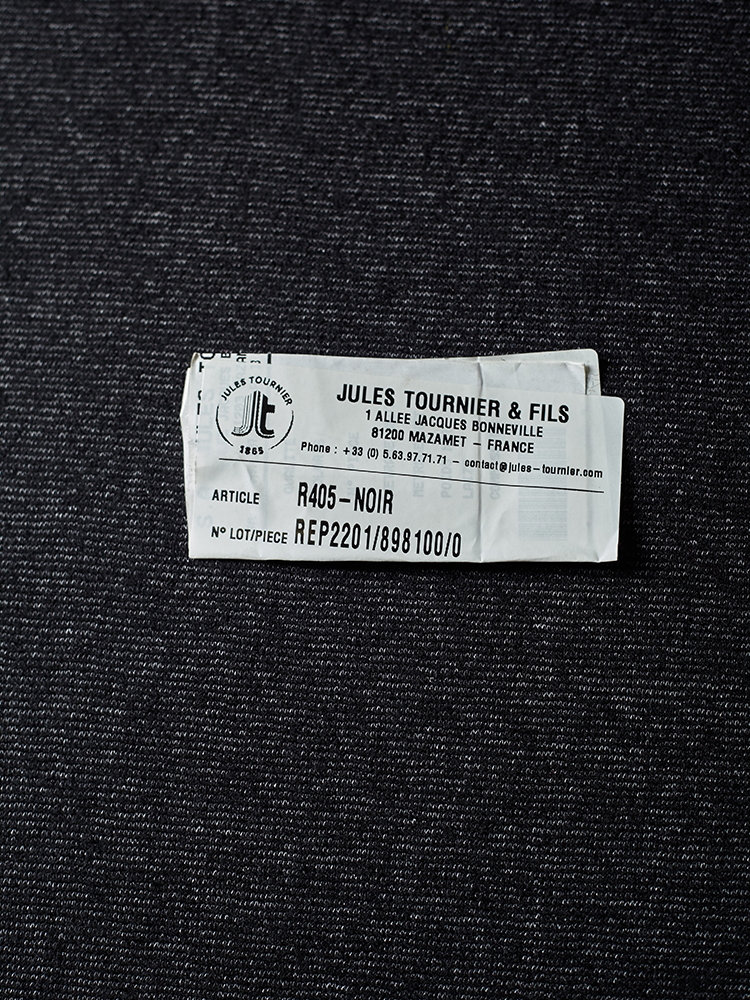 JULES TOURNIER
1865
JULES TOURNIER & FILS
1 ALLEE JACQUES BONNEVILLE
81200 MAZAMET – FRANCE
Phone : +33 (0) 5.63.97.71.71 – contact@jules-tournier.com
ARTICLE R405-NOIR
N° LOT/PIECE REP2201/898100/0